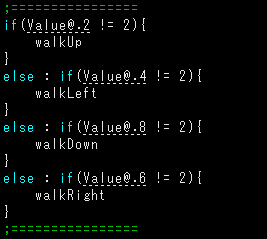 ;================
if(Value@.2 != 2){
    walkUp
}
else : if(Value@.4 != 2){
    walkLeft
}
else : if(Value@.8 != 2){
    walkDown
}
else : if(Value@.6 != 2){
    walkRight
}
;================